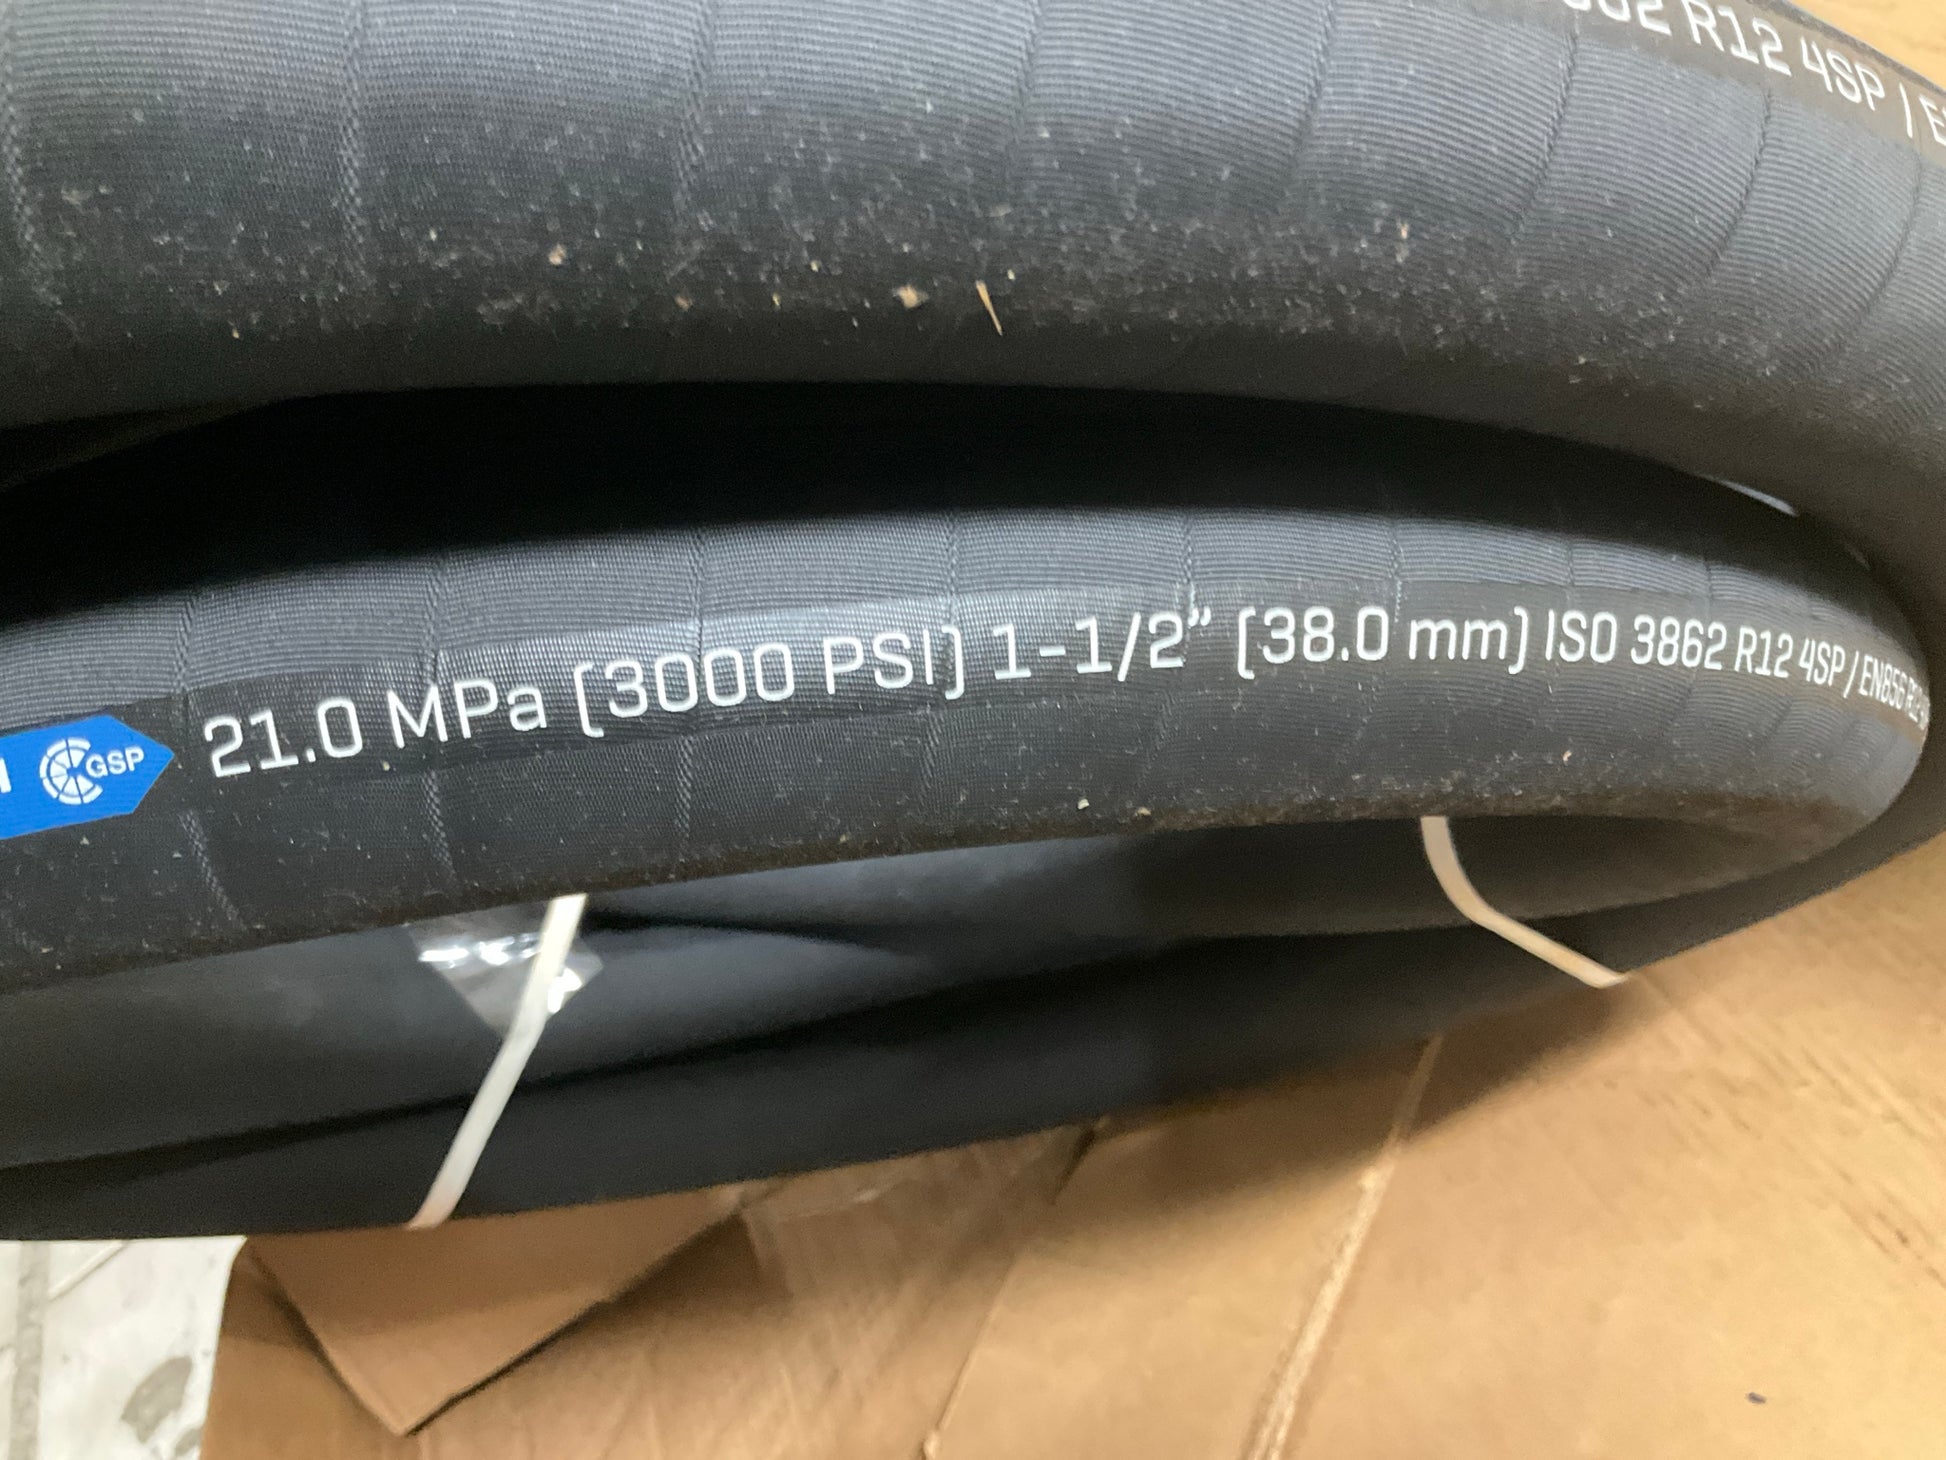 R12 4SP |
GSP 21.0 MPa (3000 PSI) 1-1/2” (38.0 mm) ISO 3862 R12 4SP / EN856 R12